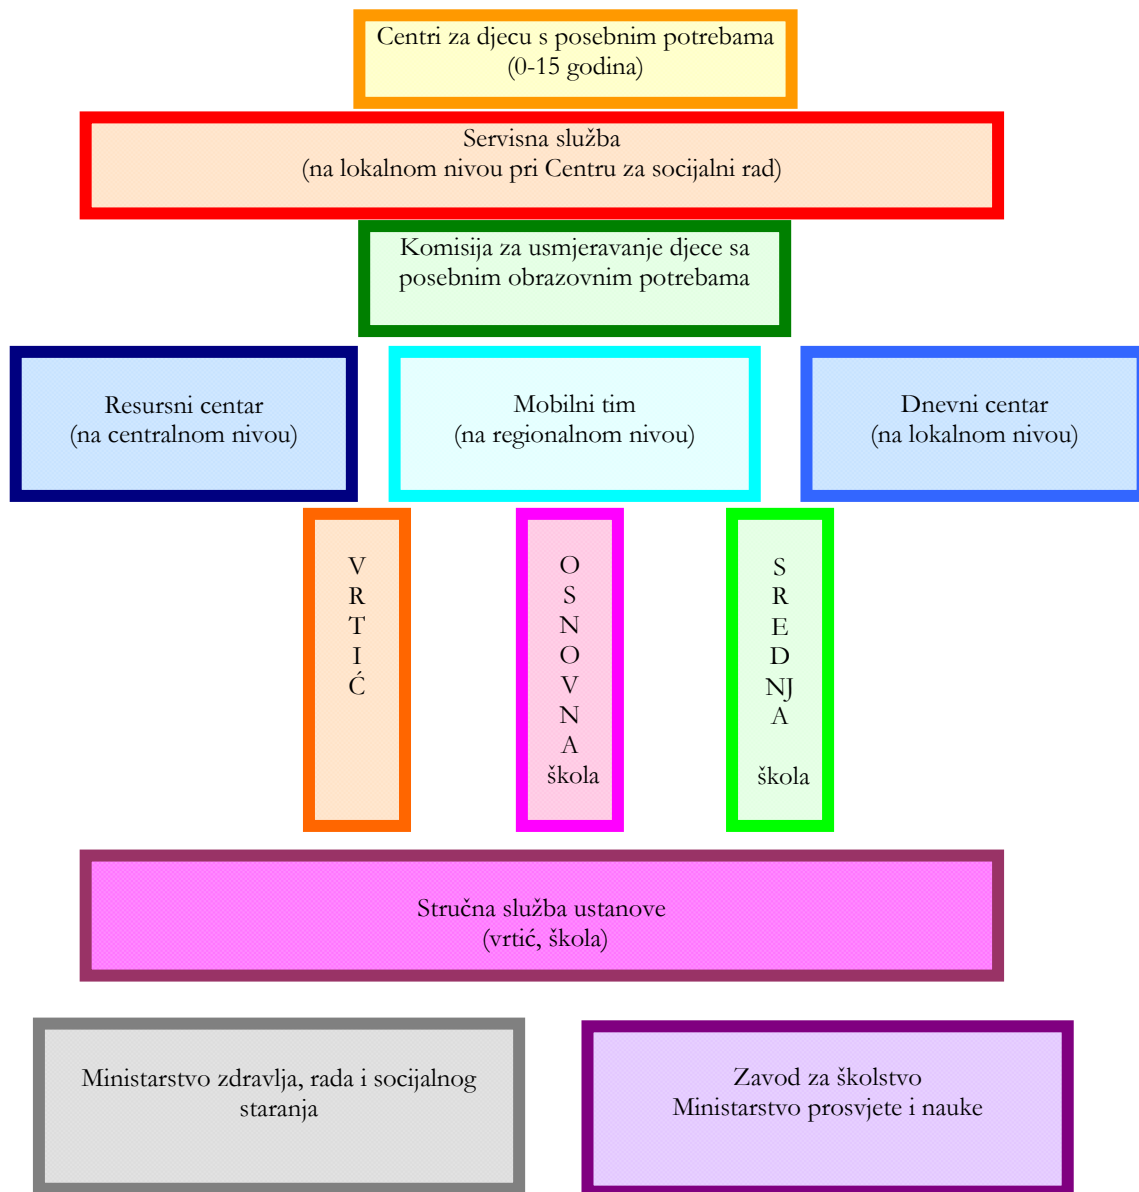 Centri za djecu s posebnim potrebama
(0-15 godina)
Servisna služba
(na lokalnom nivou pri Centru za socijalni rad)
Komisija za usmjeravanje djece sa
posebnim obrazovnim potrebama
Resursni centar
(na centralnom nivou)
Mobilni tim
(na regionalnom nivou)
Dnevni centar
(na lokalnom nivou)
V
R
T
I
Ć
O
S
N
O
V
N
A
škola
S
R
E
D
NJ
A
škola
Stručna služba ustanove
(vrtić, škola)
Ministarstvo zdravlja, rada i socijalnog
staranja
Zavod za školstvo
Ministarstvo prosvjete i nauke